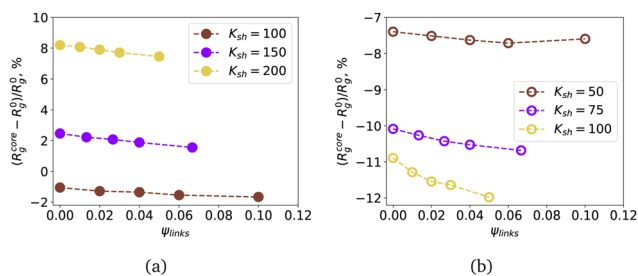 10
8
6
4
2
0
−2
(R_g^core − R_g^0)/R_g^0, %
K_sh = 100
K_sh = 150
K_sh = 200
0.00 0.02 0.04 0.06 0.08 0.10 0.12
ψ_links
(a)
−7
−8
−9
−10
−11
−12
(R_g^core − R_g^0)/R_g^0, %
K_sh = 50
K_sh = 75
K_sh = 100
0.00 0.02 0.04 0.06 0.08 0.10 0.12
ψ_links
(b)